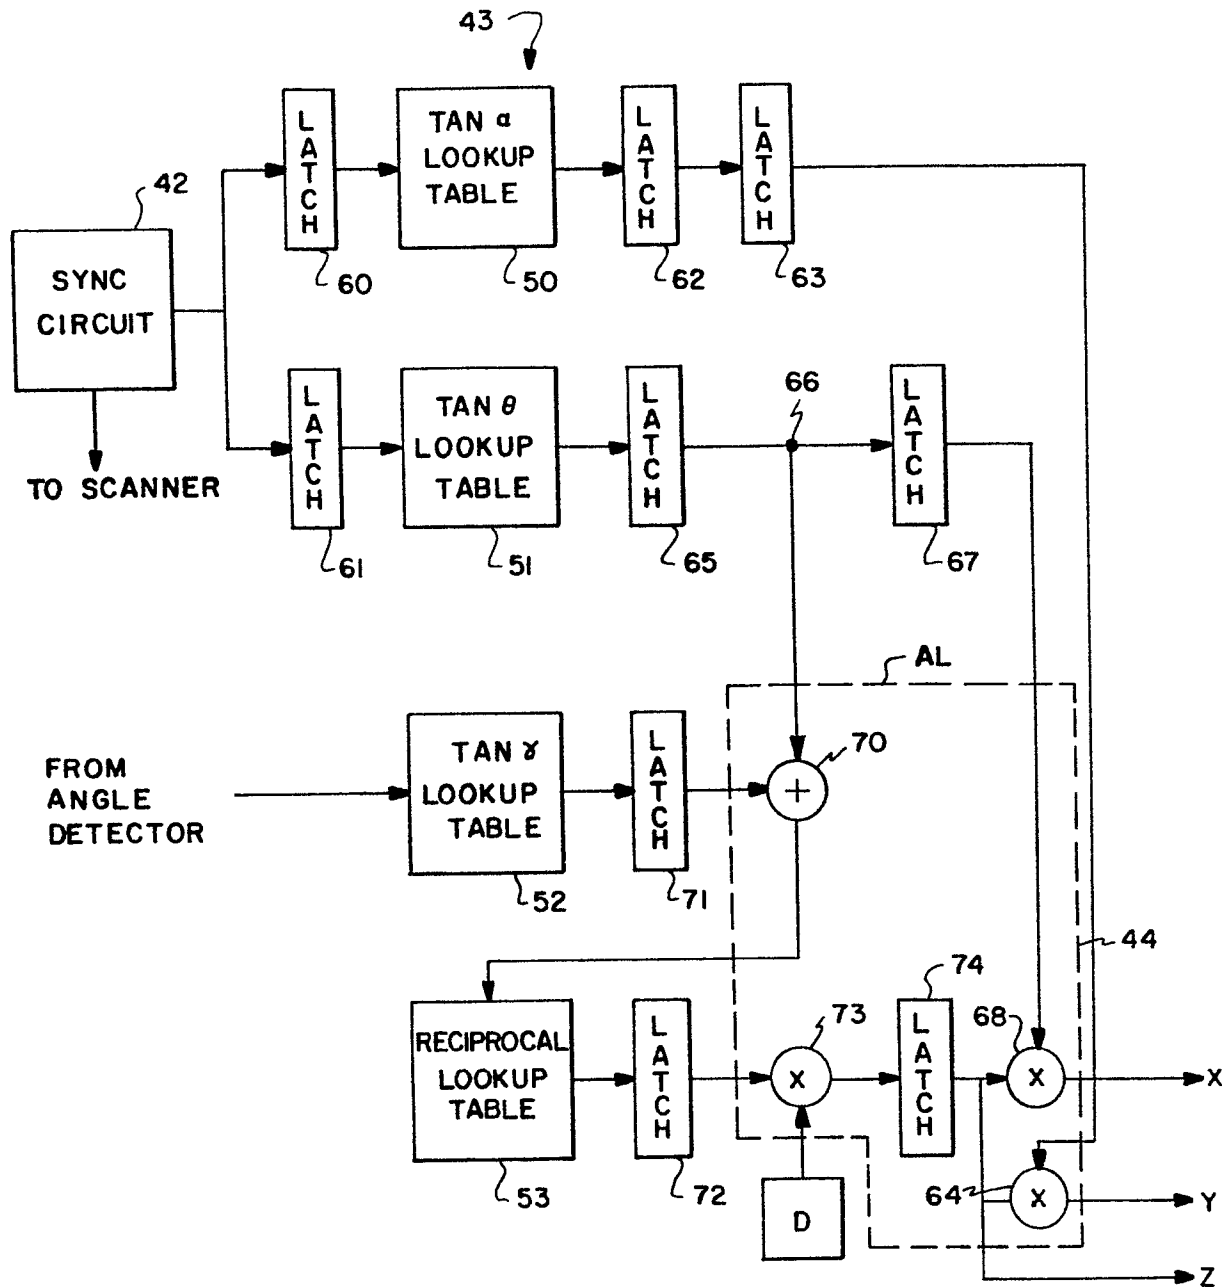 43
LATCH
TAN α
LOOKUP
TABLE
LATCH
LATCH
42
60
50
62
63
SYNC
CIRCUIT
TO SCANNER
LATCH
TAN θ
LOOKUP
TABLE
LATCH
66
LATCH
61
51
65
67
AL
FROM
ANGLE
DETECTOR
TAN γ
LOOKUP
TABLE
LATCH
70
+
52
71
44
RECIPROCAL
LOOKUP
TABLE
LATCH
73
X
74
LATCH
68
X
X
53
72
D
64
X
Y
Z